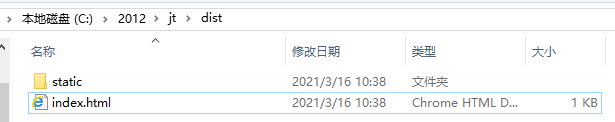 本地磁盘 (C:) › 2012 › jt › dist
名称 修改日期 类型 大小
static 2021/3/16 10:38 文件夹
index.html 2021/3/16 10:38 Chrome HTML D... 1 KB